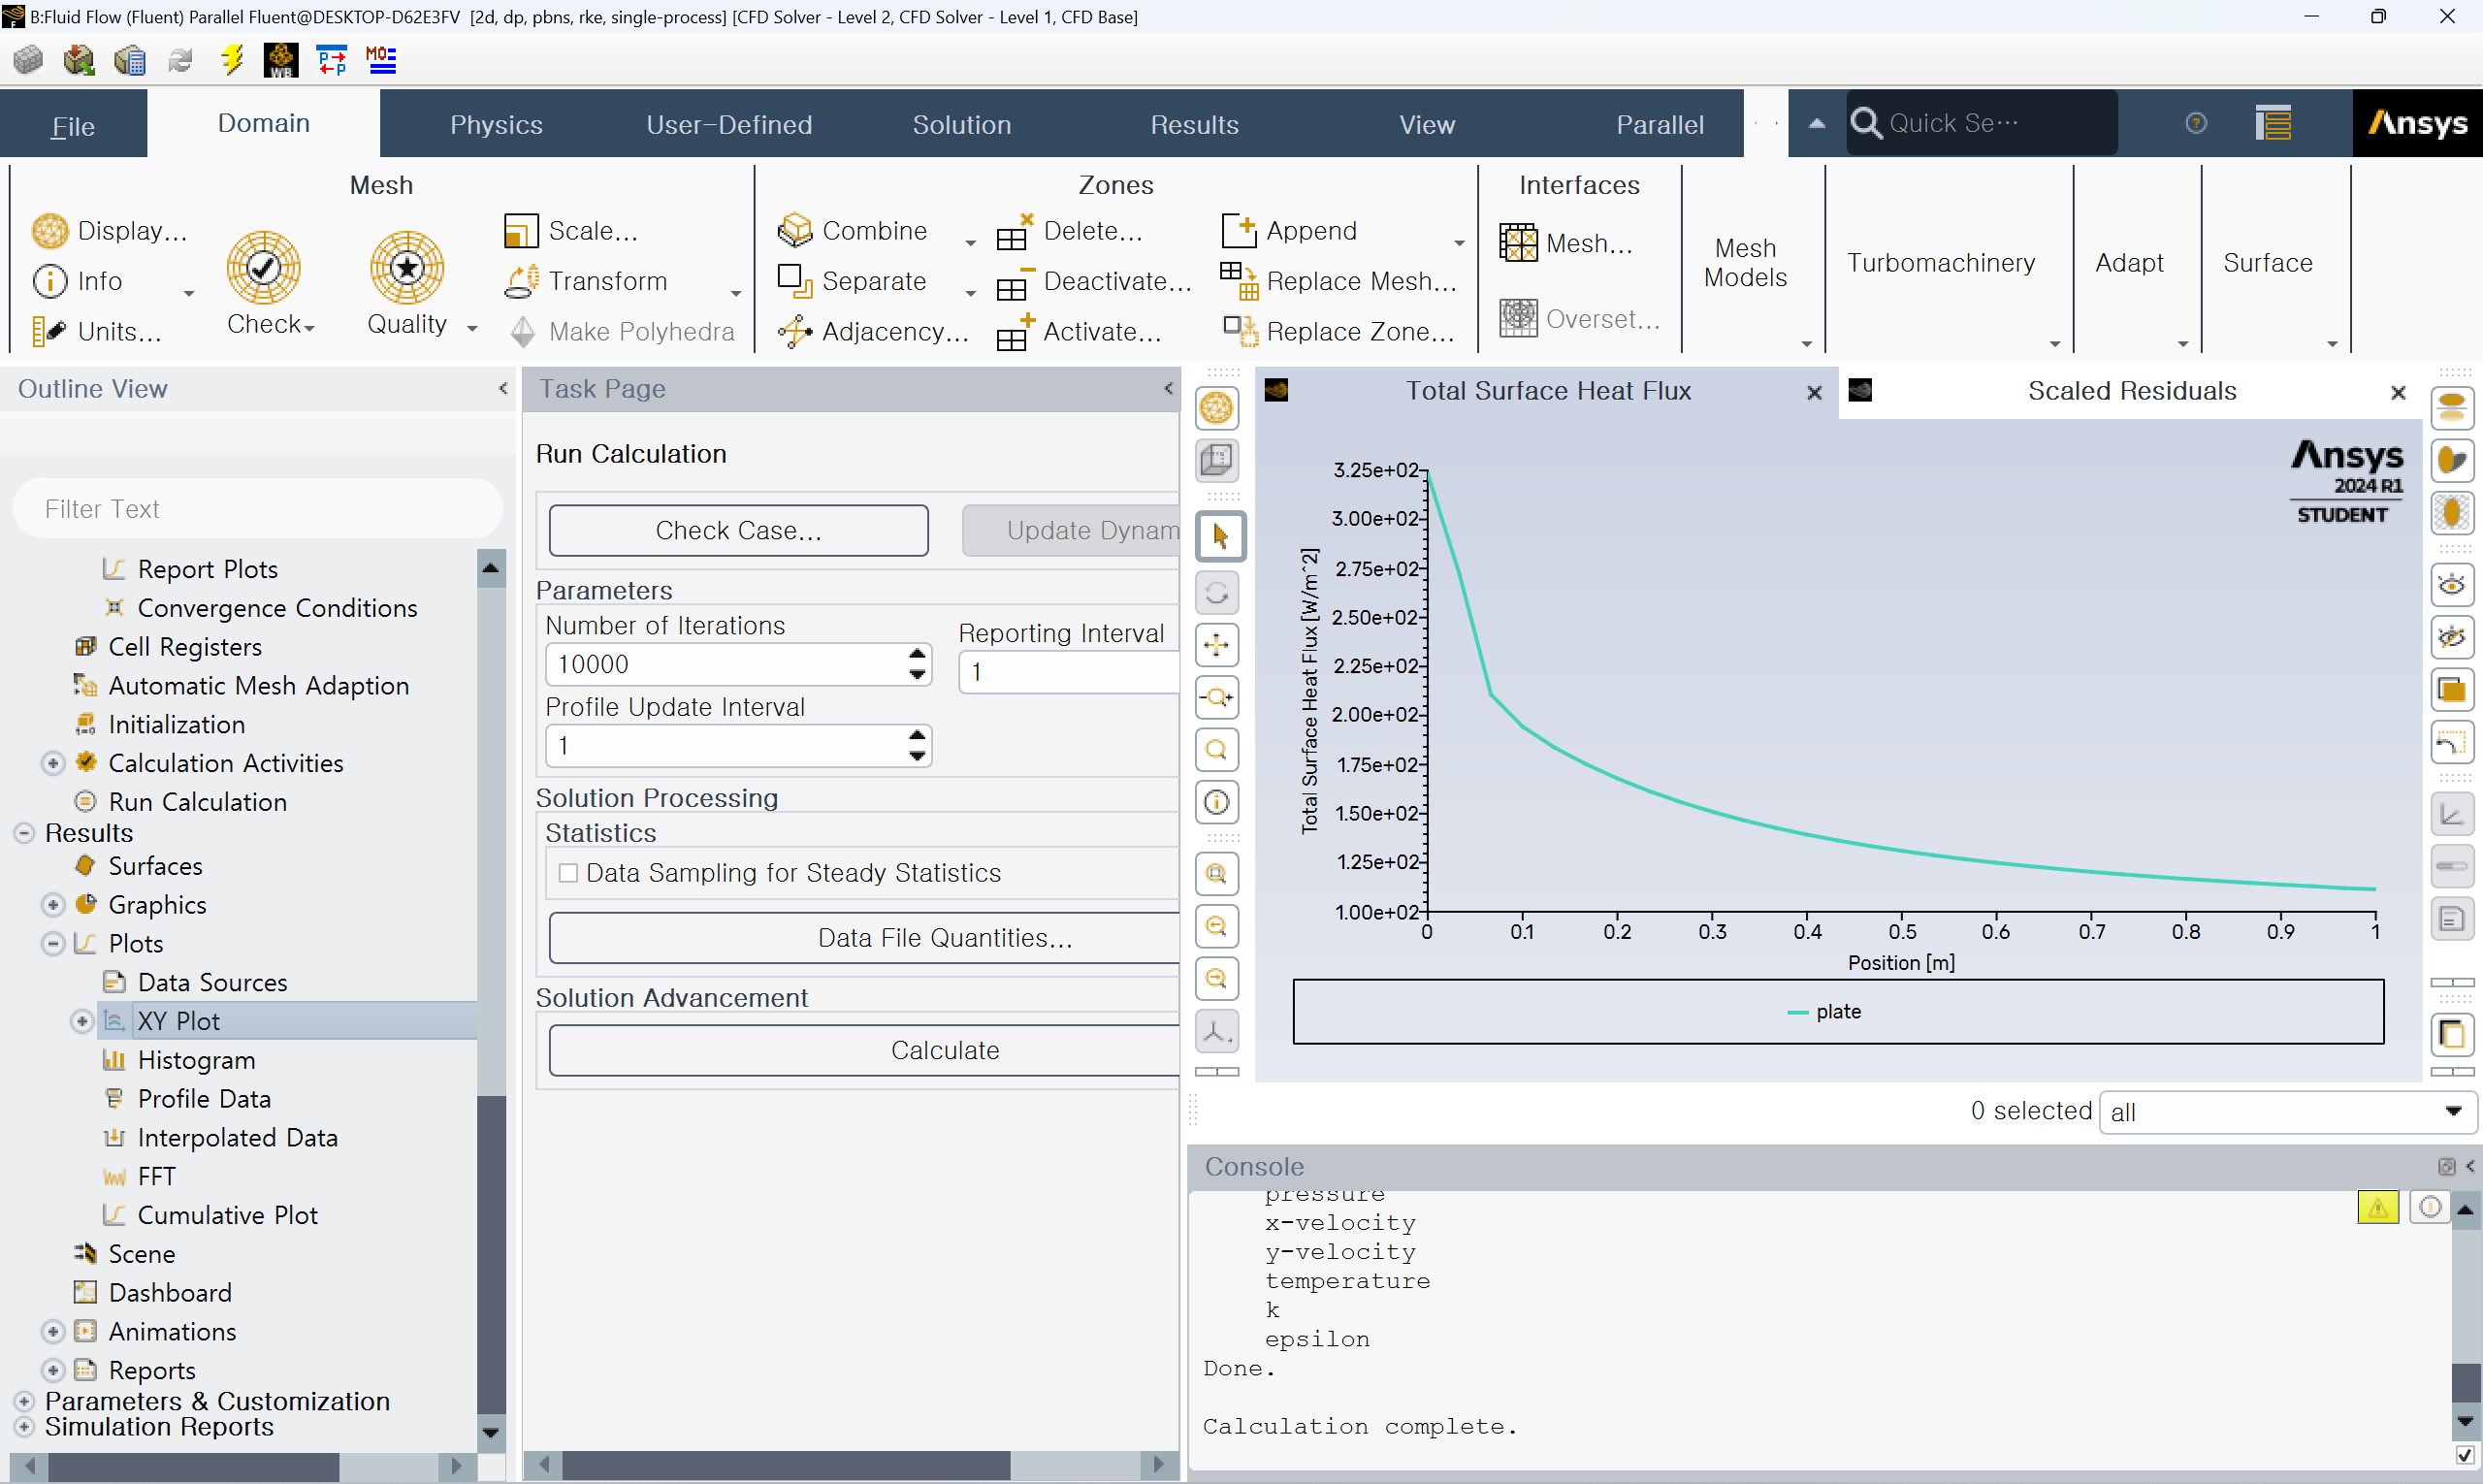 B:Fluid Flow (Fluent) Parallel Fluent@DESKTOP-D62E3FV [2d, dp, pbns, rke, single-process] [CFD Solver - Level 2, CFD Solver - Level 1, CFD Base]
WB
P P
MO
File
Domain
Physics
User-Defined
Solution
Results
View
Parallel
Quick Se...
Ansys
Mesh
Display...
Info
Units...
Check
Quality
Scale...
Transform
Make Polyhedra
Zones
Combine
Separate
Adjacency...
Delete...
Deactivate...
Activate...
Append
Replace Mesh...
Replace Zone...
Interfaces
Mesh...
Overset...
Mesh
Models
Turbomachinery
Adapt
Surface
Outline View
Filter Text
Report Plots
Convergence Conditions
Cell Registers
Automatic Mesh Adaption
Initialization
Calculation Activities
Run Calculation
Results
Surfaces
Graphics
Plots
Data Sources
XY Plot
Histogram
Profile Data
Interpolated Data
FFT
Cumulative Plot
Scene
Dashboard
Animations
Reports
Parameters & Customization
Simulation Reports
Task Page
Run Calculation
Check Case...
Update Dynam
Parameters
Number of Iterations
10000
Reporting Interval
1
Profile Update Interval
1
Solution Processing
Statistics
Data Sampling for Steady Statistics
Data File Quantities...
Solution Advancement
Calculate
Total Surface Heat Flux
Scaled Residuals
Ansys
2024 R1
STUDENT
Total Surface Heat Flux [W/m^2]
3.25e+02
3.00e+02
2.75e+02
2.50e+02
2.25e+02
2.00e+02
1.75e+02
1.50e+02
1.25e+02
1.00e+02
0 0.1 0.2 0.3 0.4 0.5 0.6 0.7 0.8 0.9 1
Position [m]
plate
0 selected
all
Console
pressure
x-velocity
y-velocity
temperature
k
epsilon
Done.
Calculation complete.